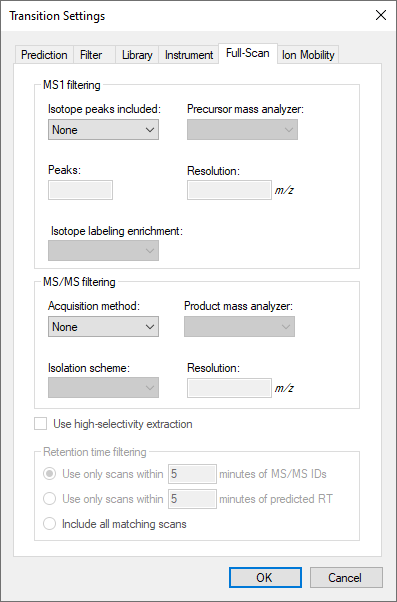 Transition Settings
Prediction Filter Library Instrument Full-Scan Ion Mobility
MS1 filtering
Isotope peaks included: Precursor mass analyzer:
None
Peaks: Resolution:
m/z
Isotope labeling enrichment:
MS/MS filtering
Acquisition method: Product mass analyzer:
None
Isolation scheme: Resolution:
m/z
Use high-selectivity extraction
Retention time filtering
Use only scans within 5 minutes of MS/MS IDs
Use only scans within 5 minutes of predicted RT
Include all matching scans
OK Cancel